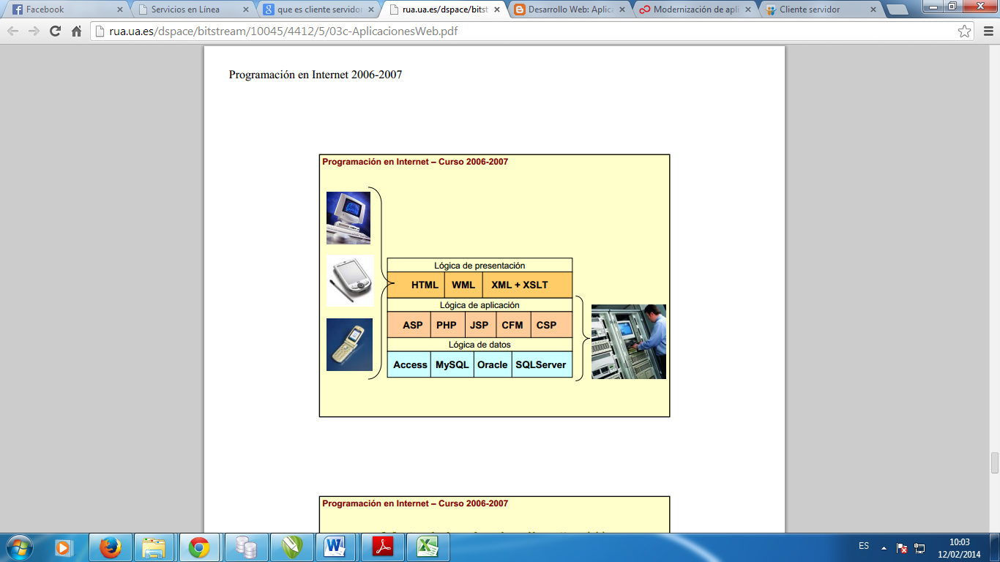 Facebook
Servicios en Línea
que es cliente servidor
rua.ua.es/dspace/bitst
Desarrollo Web: Aplica
Modernización de apli
Cliente servidor
rua.ua.es/dspace/bitstream/10045/4412/5/03c-AplicacionesWeb.pdf
Programación en Internet 2006-2007
Programación en Internet – Curso 2006-2007
Lógica de presentación
HTML WML XML + XSLT
Lógica de aplicación
ASP PHP JSP CFM CSP
Lógica de datos
Access MySQL Oracle SQLServer
Programación en Internet – Curso 2006-2007
ES
10:03
12/02/2014